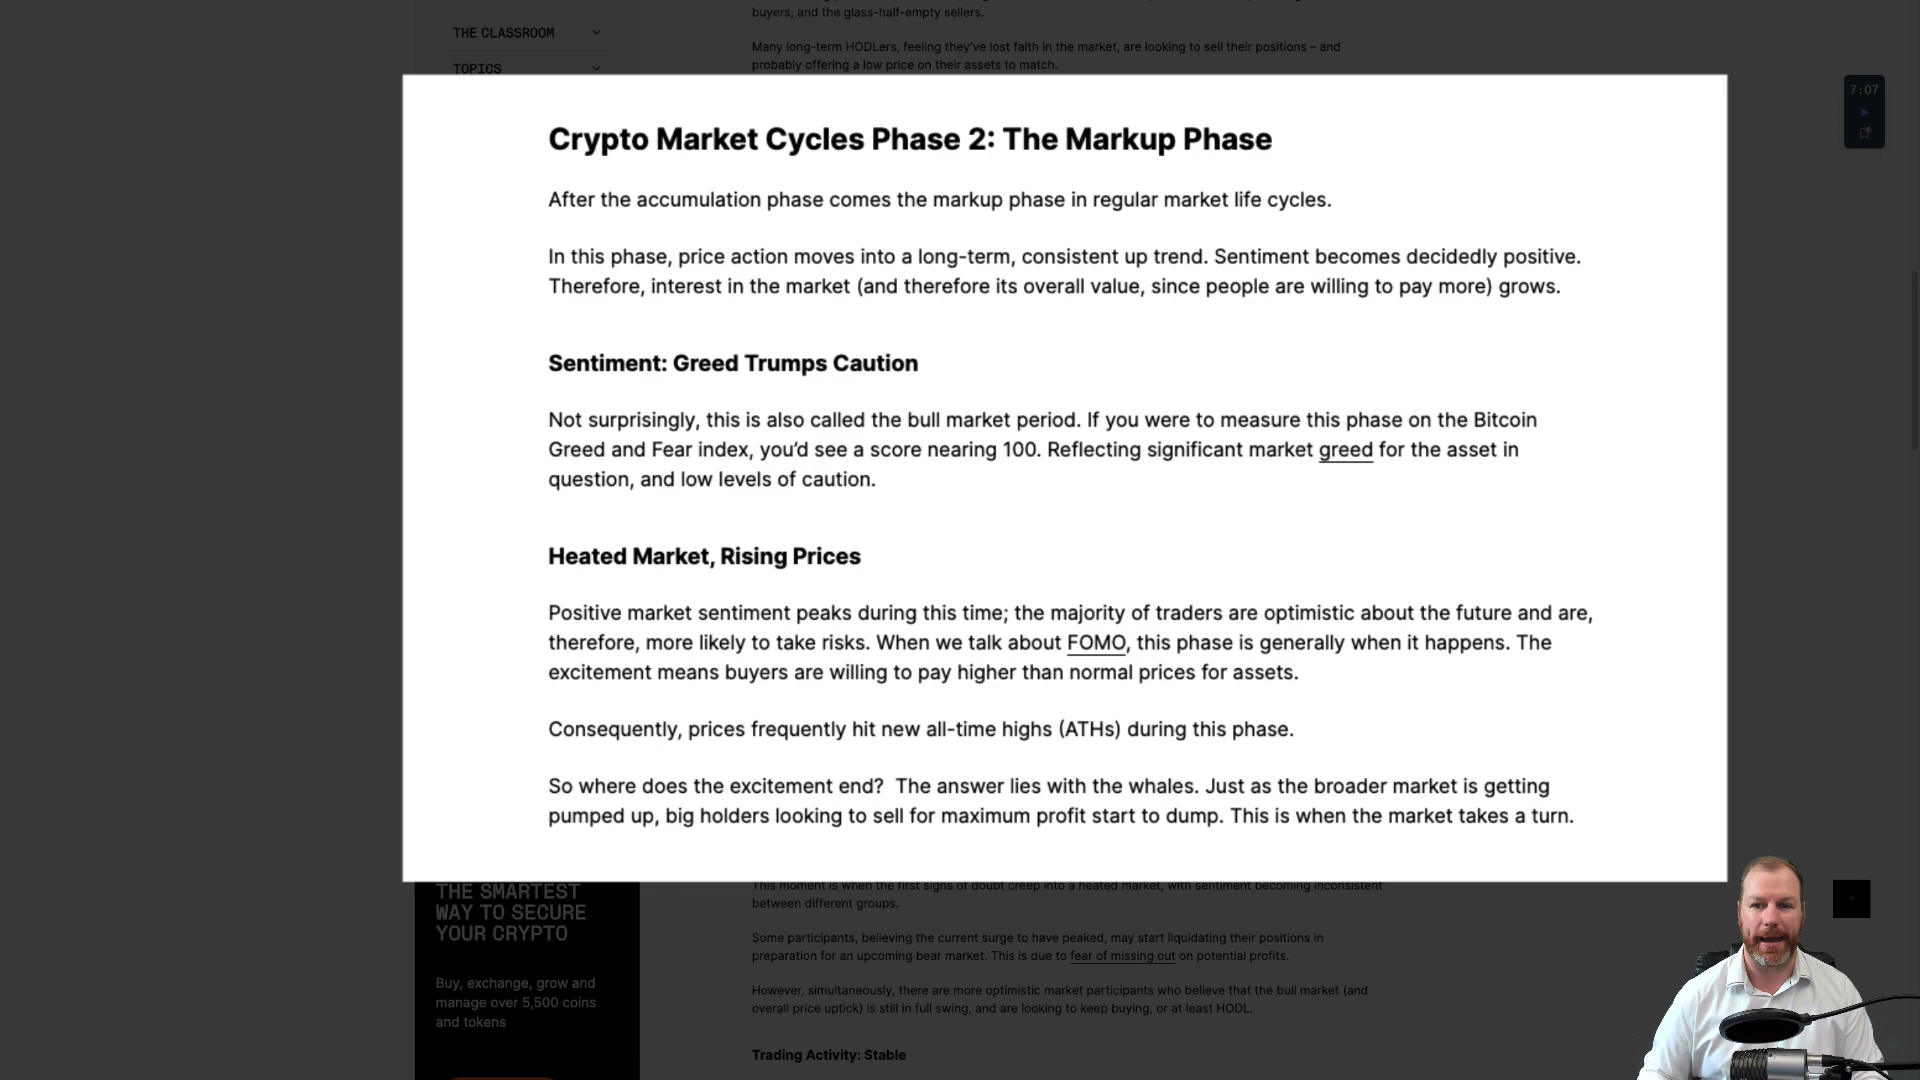 THE CLASSROOM
TOPICS
buyers, and the glass-half-empty sellers.
Many long-term HODLers, feeling they've lost faith in the market, are looking to sell their positions – and
probably offering a low price on their assets to match.
7:07
Crypto Market Cycles Phase 2: The Markup Phase
After the accumulation phase comes the markup phase in regular market life cycles.
In this phase, price action moves into a long-term, consistent up trend. Sentiment becomes decidedly positive.
Therefore, interest in the market (and therefore its overall value, since people are willing to pay more) grows.
Sentiment: Greed Trumps Caution
Not surprisingly, this is also called the bull market period. If you were to measure this phase on the Bitcoin
Greed and Fear index, you'd see a score nearing 100. Reflecting significant market greed for the asset in
question, and low levels of caution.
Heated Market, Rising Prices
Positive market sentiment peaks during this time; the majority of traders are optimistic about the future and are,
therefore, more likely to take risks. When we talk about FOMO, this phase is generally when it happens. The
excitement means buyers are willing to pay higher than normal prices for assets.
Consequently, prices frequently hit new all-time highs (ATHs) during this phase.
So where does the excitement end?  The answer lies with the whales. Just as the broader market is getting
pumped up, big holders looking to sell for maximum profit start to dump. This is when the market takes a turn.
THE SMARTEST
WAY TO SECURE
YOUR CRYPTO
Buy, exchange, grow and
manage over 5,500 coins
and tokens
This moment is when the first signs of doubt creep into a heated market, with sentiment becoming inconsistent
between different groups.
Some participants, believing the current surge to have peaked, may start liquidating their positions in
preparation for an upcoming bear market. This is due to fear of missing out on potential profits.
However, simultaneously, there are more optimistic market participants who believe that the bull market (and
overall price uptick) is still in full swing, and are looking to keep buying, or at least HODL.
Trading Activity: Stable